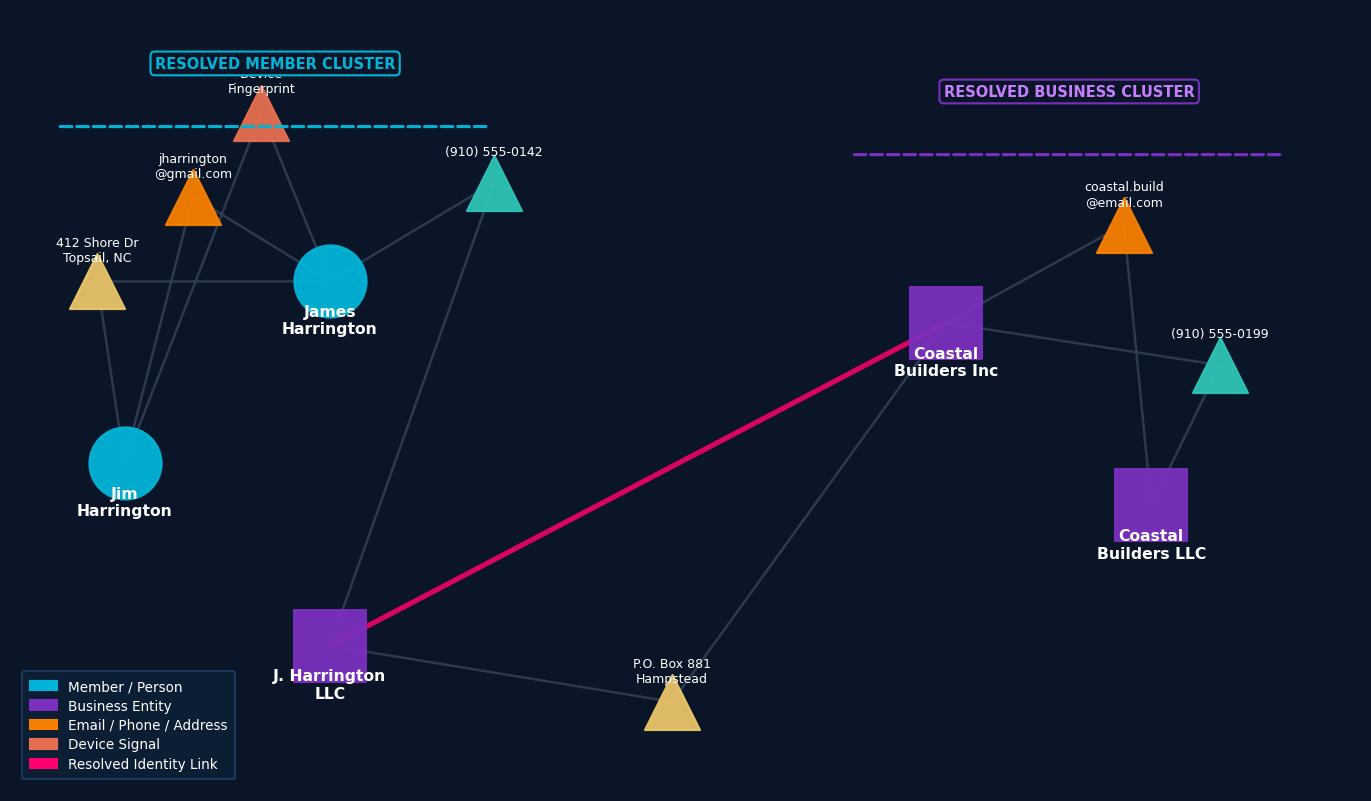 RESOLVED MEMBER CLUSTER
Device
Fingerprint
RESOLVED BUSINESS CLUSTER
jharrington
@gmail.com
(910) 555-0142
412 Shore Dr
Topsail, NC
James
Harrington
coastal.build
@email.com
(910) 555-0199
Coastal
Builders Inc
Jim
Harrington
Coastal
Builders LLC
J. Harrington
LLC
P.O. Box 881
Hampstead
Member / Person
Business Entity
Email / Phone / Address
Device Signal
Resolved Identity Link